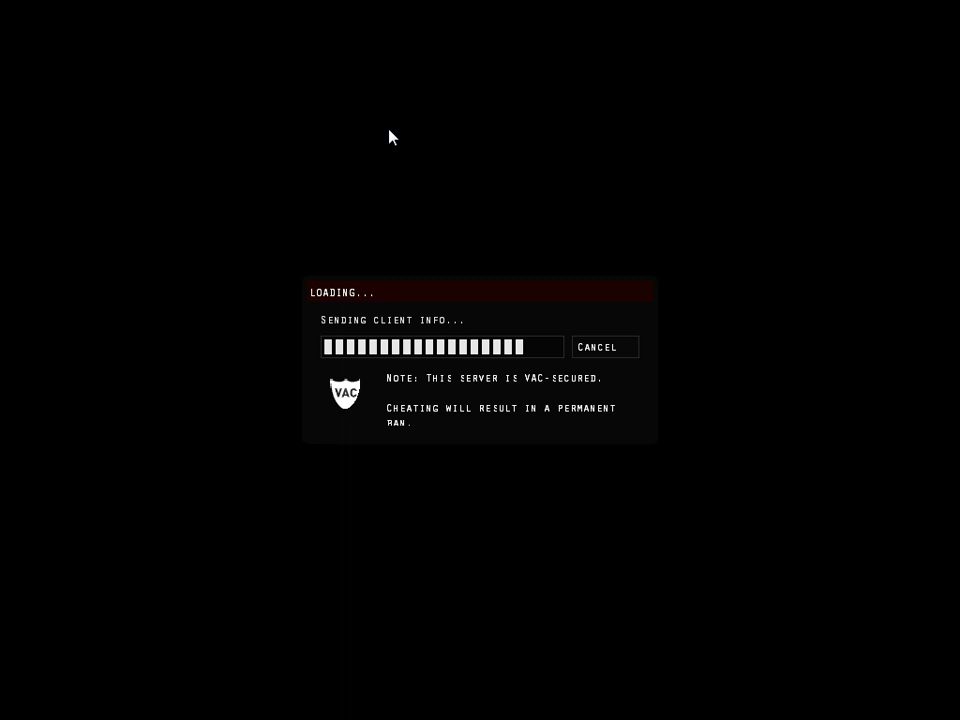 Loading...
Sending client info...
Cancel
Note: This server is VAC-secured.
VAC
Cheating will result in a permanent
ban.